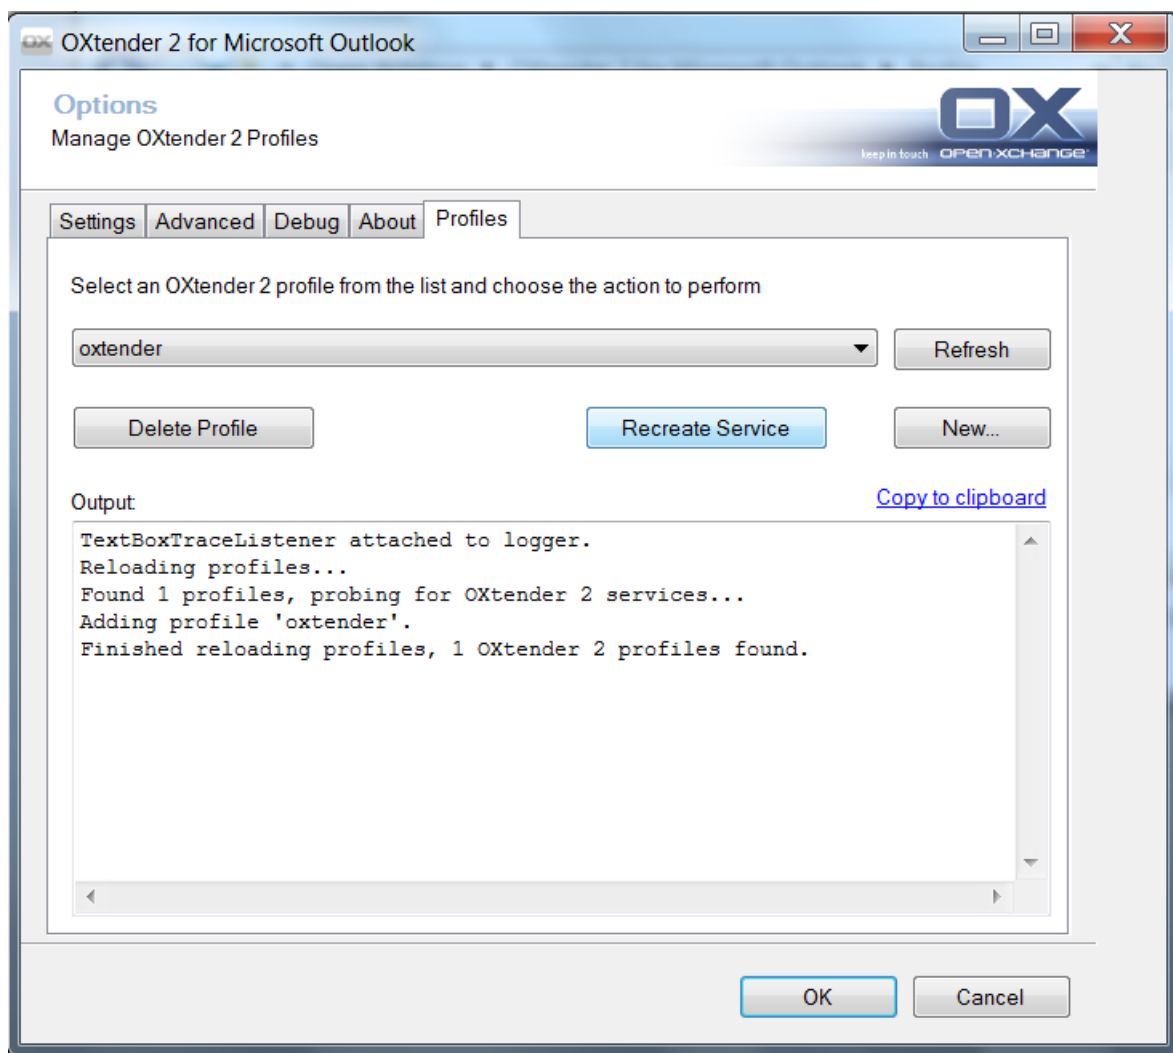 OX OXtender 2 for Microsoft Outlook
X
Options
Manage OXtender 2 Profiles
OX
keep in touch OPEN-XCHANGE
Settings Advanced Debug About Profiles
Select an OXtender 2 profile from the list and choose the action to perform
oxtender Refresh
Delete Profile Recreate Service New...
Output: Copy to clipboard
TextBoxTraceListener attached to logger.
Reloading profiles...
Found 1 profiles, probing for OXtender 2 services...
Adding profile 'oxtender'.
Finished reloading profiles, 1 OXtender 2 profiles found.
OK Cancel